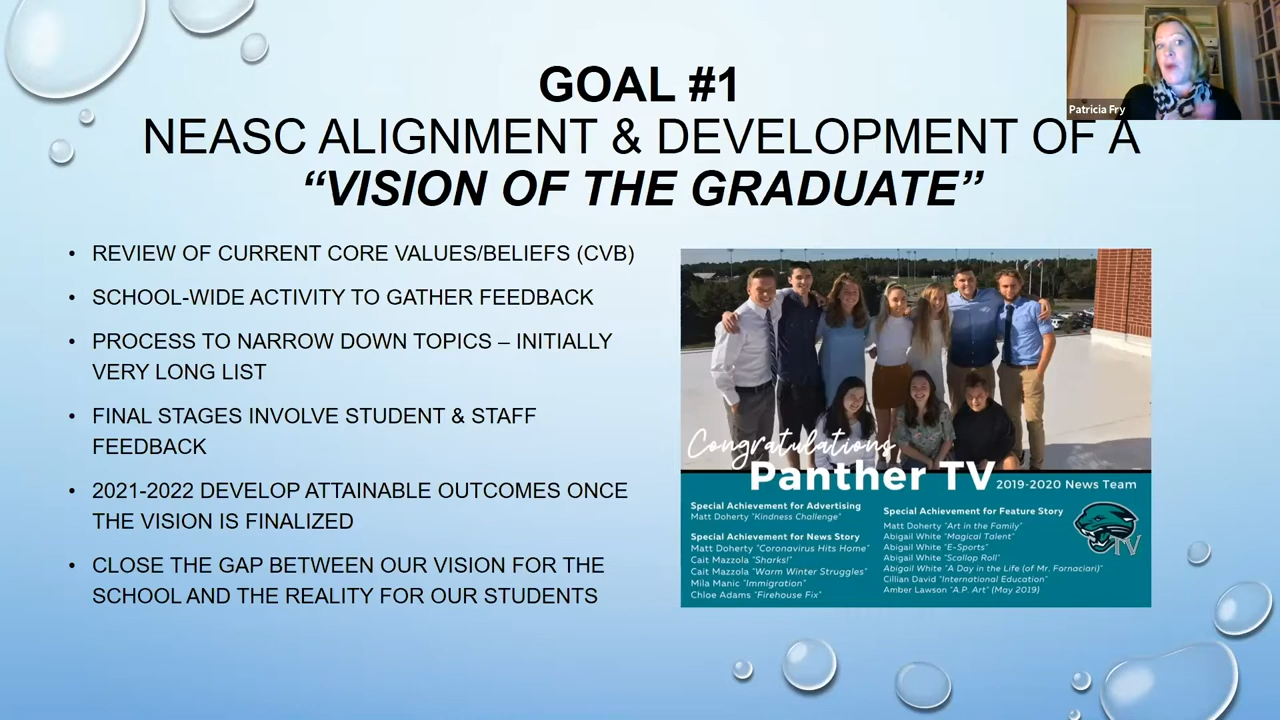 GOAL #1
NEASC ALIGNMENT & DEVELOPMENT OF A
“VISION OF THE GRADUATE”
Patricia Fry
• REVIEW OF CURRENT CORE VALUES/BELIEFS (CVB)
• SCHOOL-WIDE ACTIVITY TO GATHER FEEDBACK
• PROCESS TO NARROW DOWN TOPICS – INITIALLY
VERY LONG LIST
• FINAL STAGES INVOLVE STUDENT & STAFF
FEEDBACK
• 2021-2022 DEVELOP ATTAINABLE OUTCOMES ONCE
THE VISION IS FINALIZED
• CLOSE THE GAP BETWEEN OUR VISION FOR THE
SCHOOL AND THE REALITY FOR OUR STUDENTS
Congratulations,
Panther TV 2019-2020 News Team
Special Achievement for Advertising
Matt Doherty "Kindness Challenge"
Special Achievement for News Story
Matt Doherty "Coronavirus Hits Home"
Cait Mazzola "Sharks!"
Cait Mazzola "Warm Winter Struggles"
Mila Manic "Immigration"
Chloe Adams "Firehouse Fix"
Special Achievement for Feature Story
Matt Doherty "Art in the Family"
Abigail White "Magical Talent"
Abigail White "E-Sports"
Abigail White "Scallop Roll"
Abigail White "A Day in the Life (of Mr. Fornaciari)"
Cillian David "International Education"
Amber Lawson "A.P. Art" (May 2019)
TV